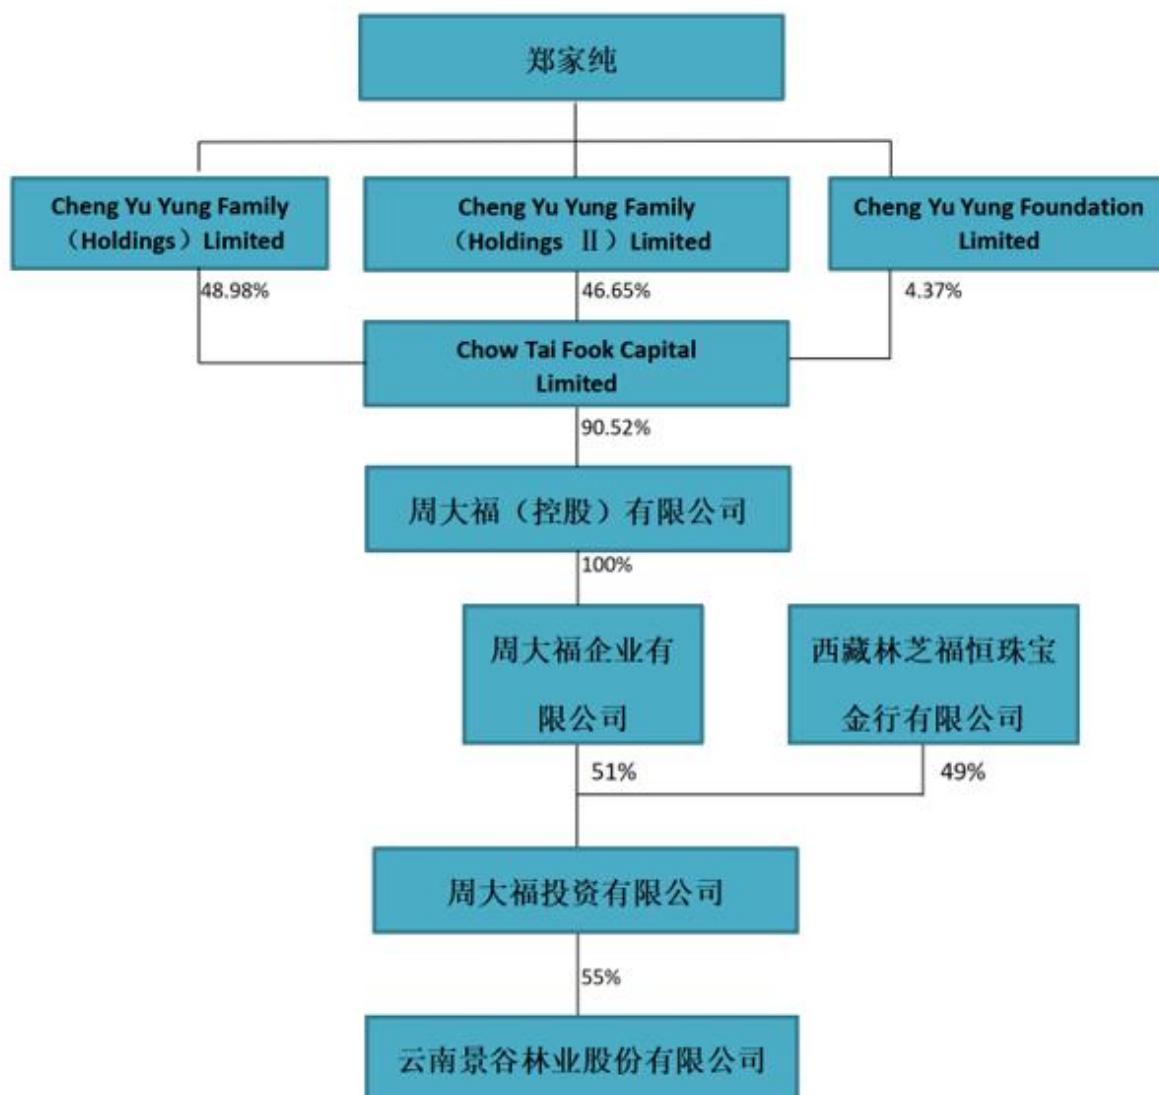 郑家纯
Cheng Yu Yung Family
（Holdings）Limited
Cheng Yu Yung Family
（Holdings Ⅱ）Limited
Cheng Yu Yung Foundation
Limited
48.98%
46.65%
4.37%
Chow Tai Fook Capital
Limited
90.52%
周大福（控股）有限公司
100%
周大福企业有
限公司
西藏林芝福恒珠宝
金行有限公司
51%
49%
周大福投资有限公司
55%
云南景谷林业股份有限公司